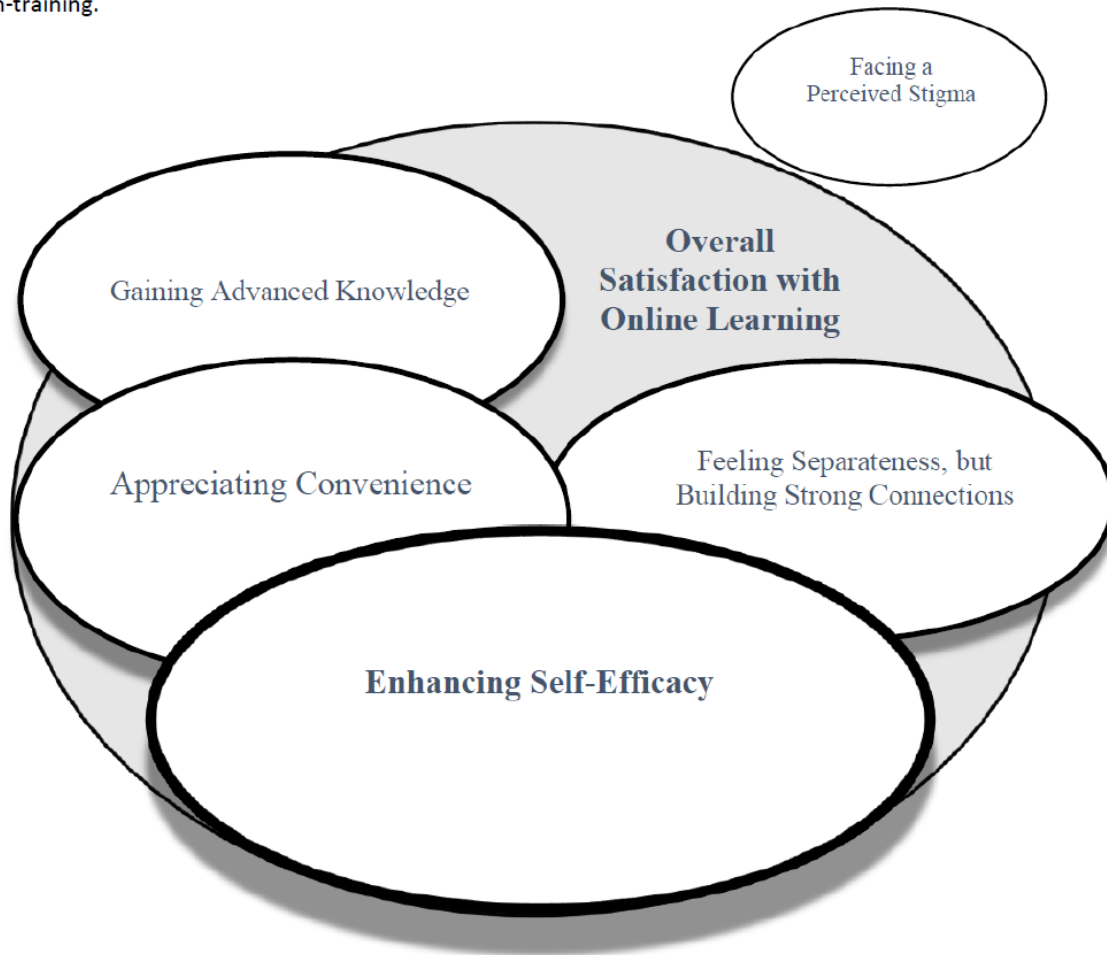 n-training.
Facing a
Perceived Stigma
Overall
Satisfaction with
Online Learning
Gaining Advanced Knowledge
Appreciating Convenience
Feeling Separateness, but
Building Strong Connections
Enhancing Self-Efficacy